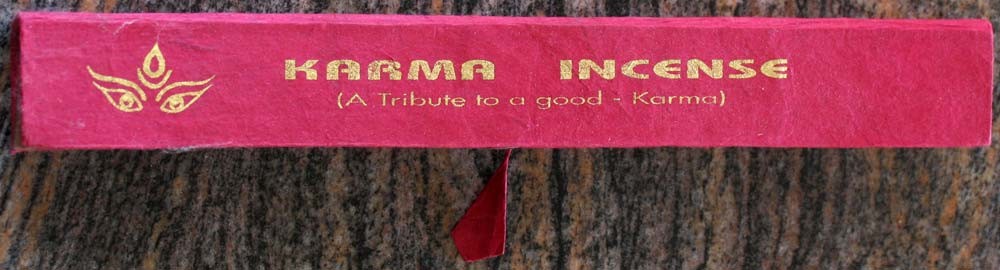 KARMA INCENSE
(A Tribute to a good - Karma)